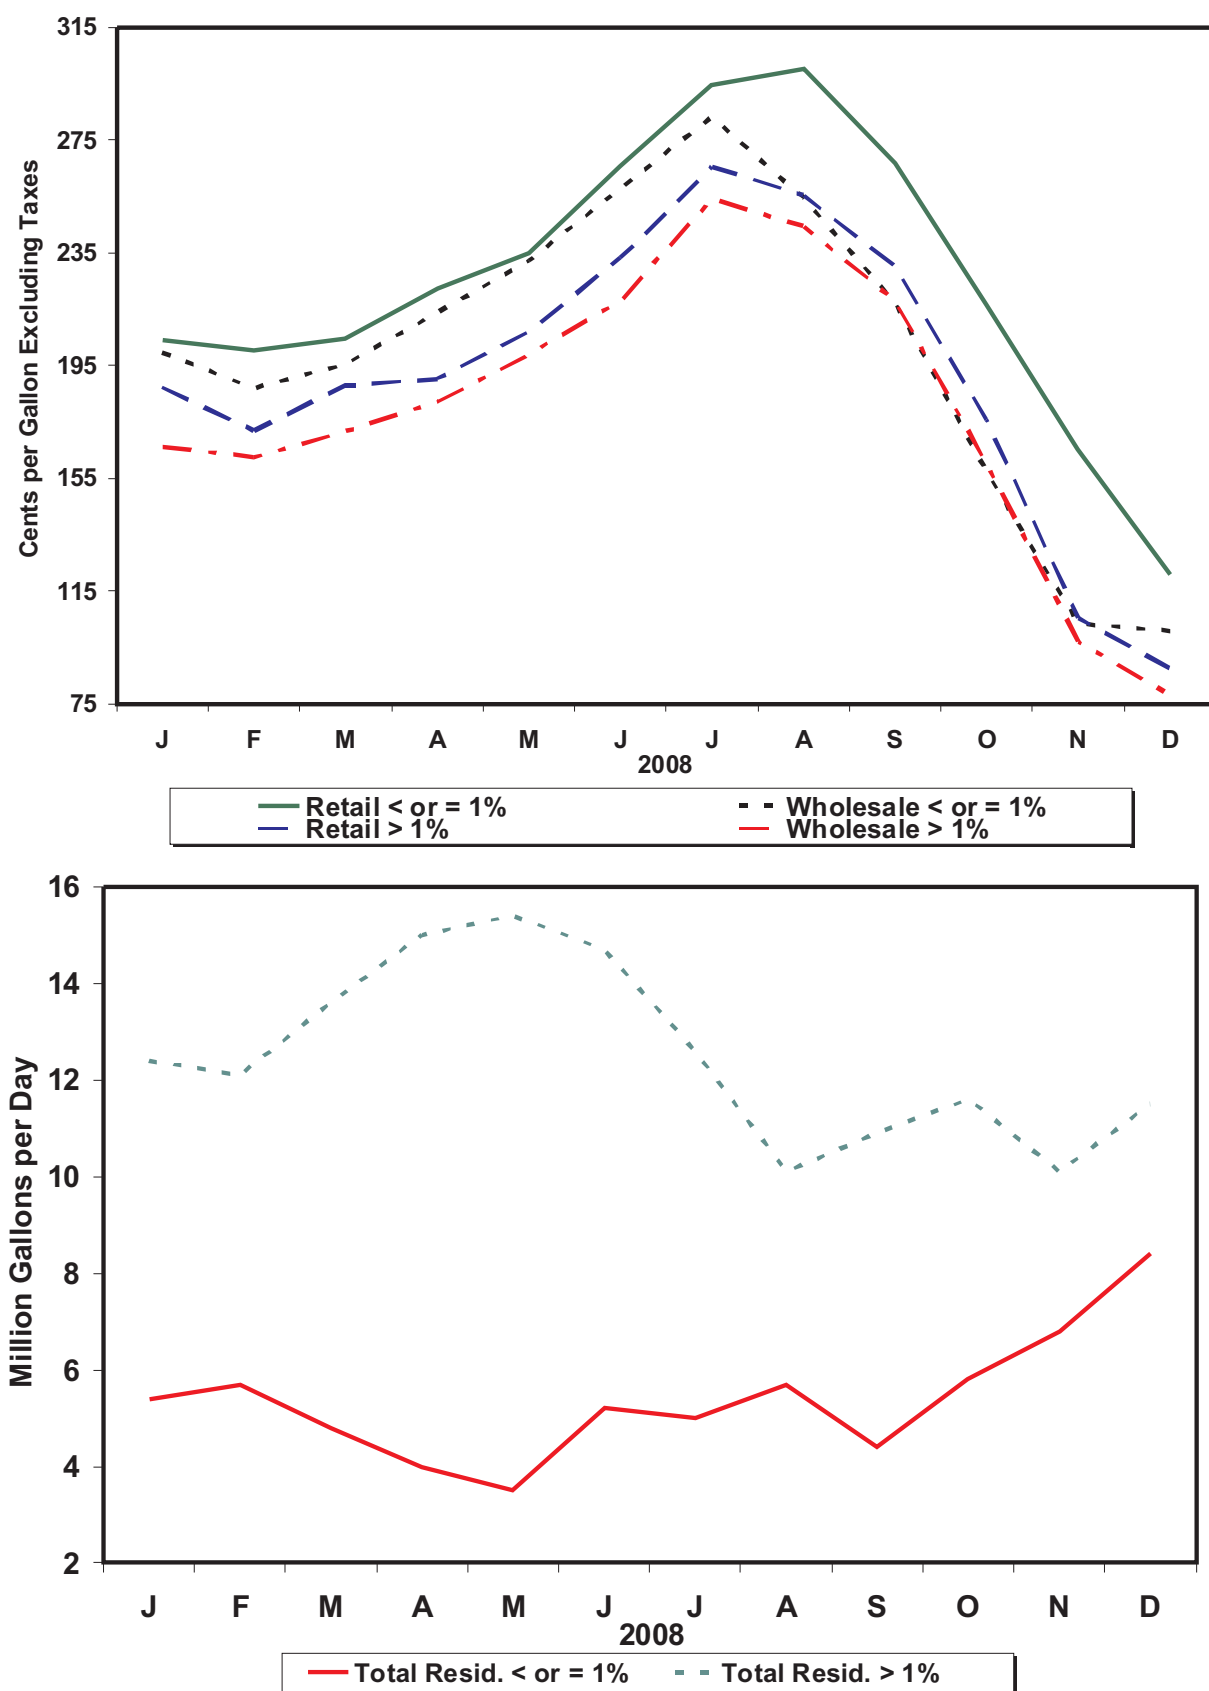 315
275
235
195
155
115
75
Cents per Gallon Excluding Taxes
J F M A M J J A S O N D
2008
Retail < or = 1% Wholesale < or = 1%
Retail > 1% Wholesale > 1%
16
14
12
10
8
6
4
2
Million Gallons per Day
J F M A M J J A S O N D
2008
Total Resid. < or = 1% Total Resid. > 1%